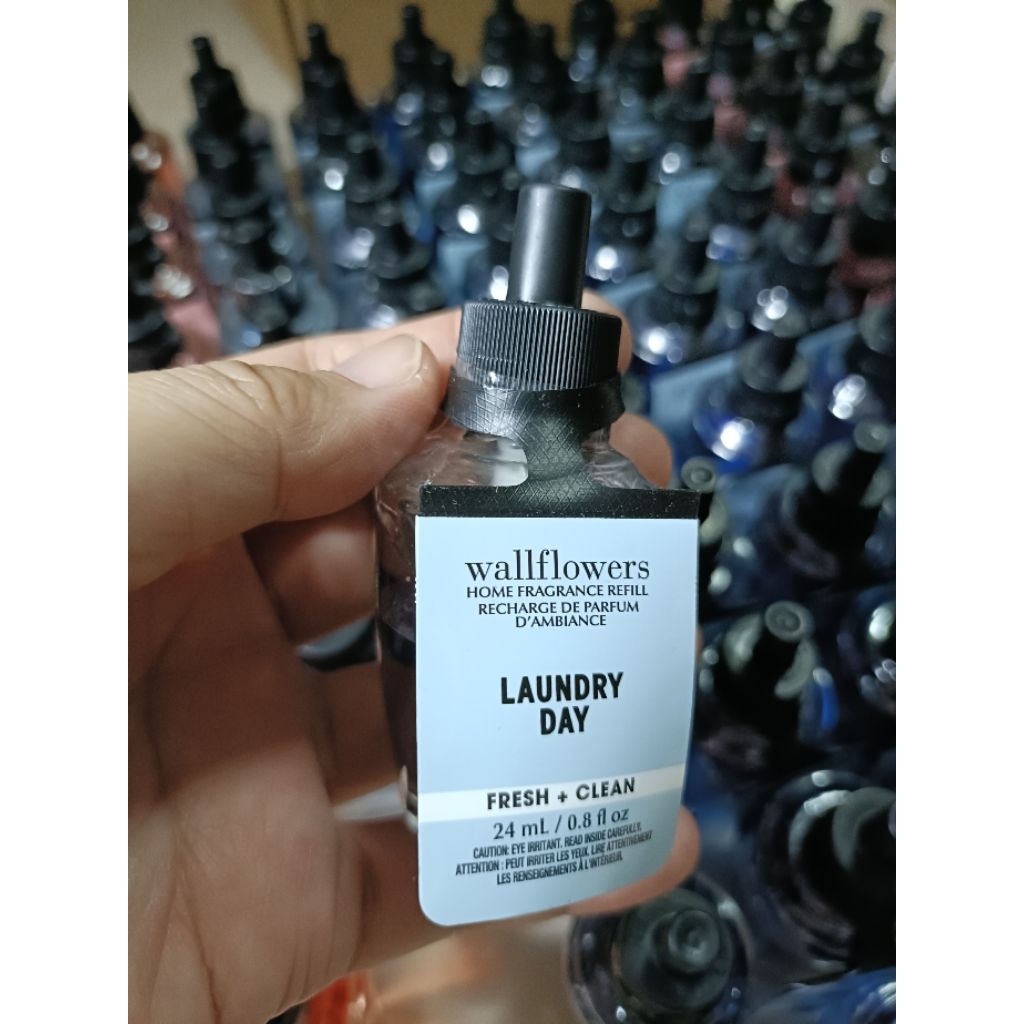 wallflowers
HOME FRAGRANCE REFILL
RECHARGE DE PARFUM
D'AMBIANCE
LAUNDRY
DAY
FRESH + CLEAN
24 mL / 0.8 fl oz
CAUTION: EYE IRRITANT. READ INSIDE CAREFULLY.
ATTENTION : PEUT IRRITER LES YEUX. LIRE ATTENTIVEMENT
LES RENSEIGNEMENTS À L'INTÉRIEUR.